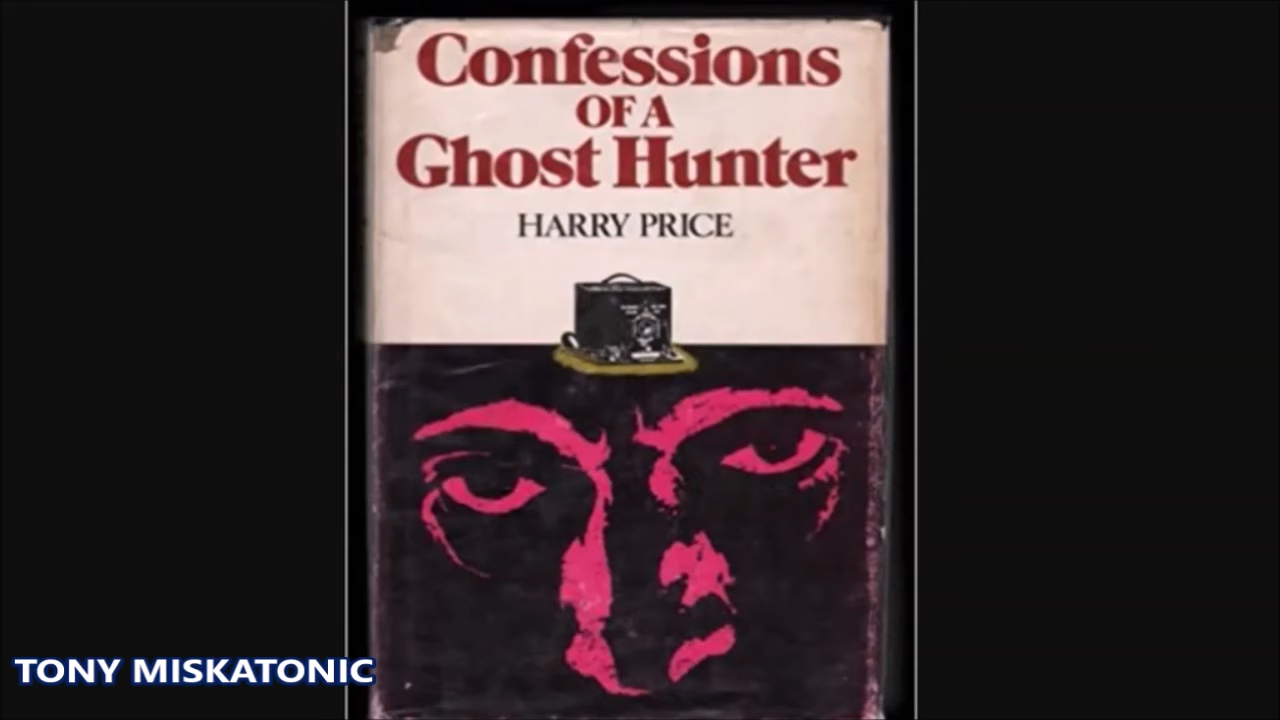 Confessions
OF A
Ghost Hunter
HARRY PRICE
TONY MISKATONIC